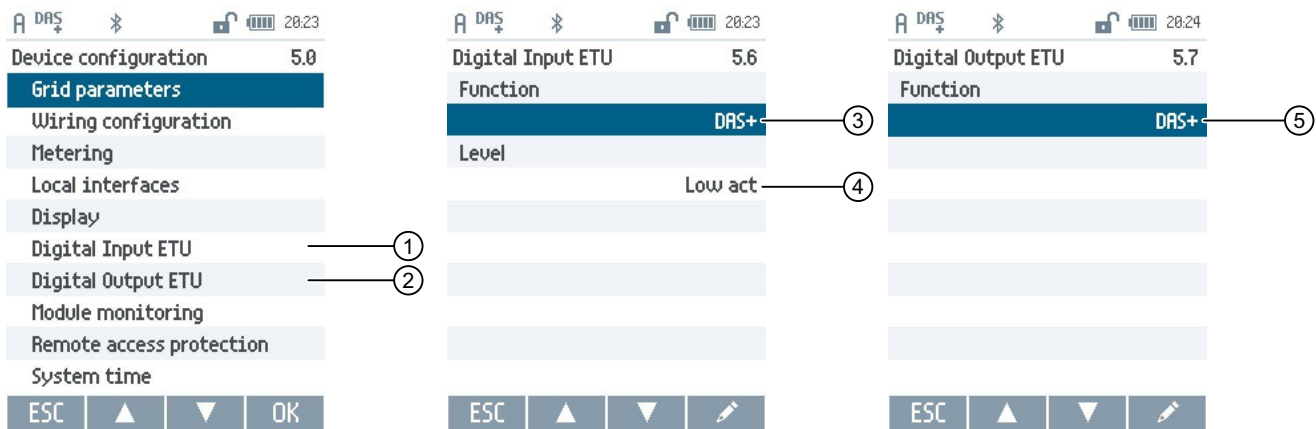 A DAS + 20:23
Device configuration 5.0
Grid parameters
Wiring configuration
Metering
Local interfaces
Display
Digital Input ETU 1
Digital Output ETU 2
Module monitoring
Remote access protection
System time
ESC OK
A DAS + 20:23
Digital Input ETU 5.6
Function
DAS+ 3
Level
Low act 4
ESC
A DAS + 20:24
Digital Output ETU 5.7
Function
DAS+ 5
ESC